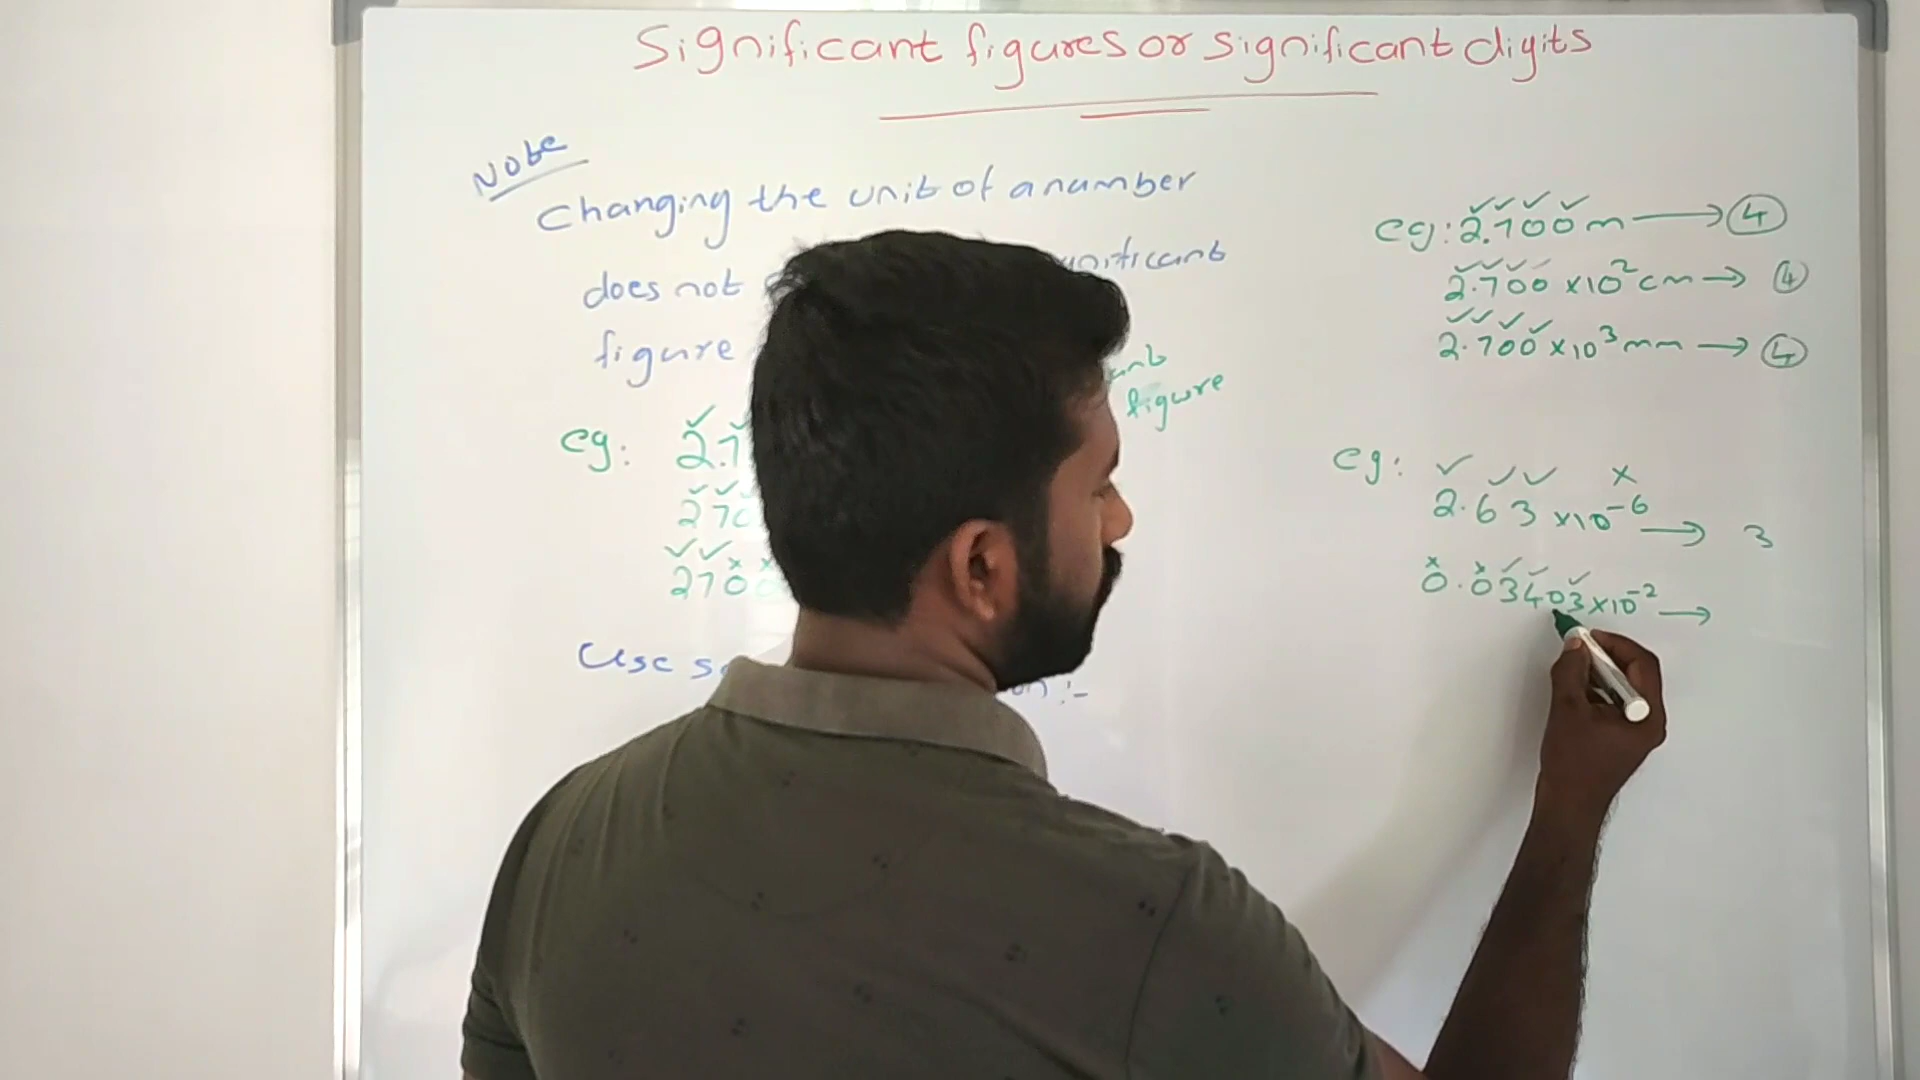 Significant figures or significant digits
Note
Changing the unit of a number
does not
figure
figure
eg: 2.7
270
2700
Use
:-
eg: 2.700m → 4
2.700 ×10² cm → 4
2.700 ×10³ mm → 4
eg: ✓ ✓ ✓ x
2.63 ×10⁻⁶ → 3
x x ✓ ✓ ✓
0.03403×10⁻² →